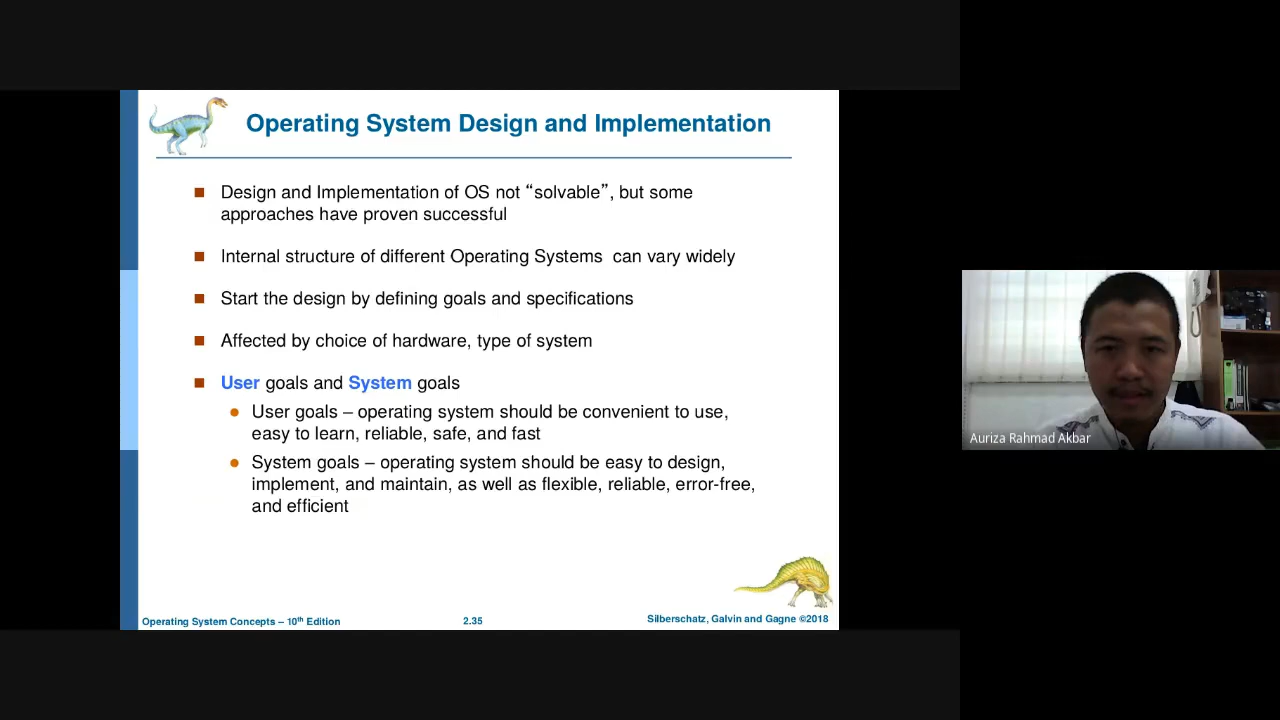 Operating System Design and Implementation
Design and Implementation of OS not “solvable”, but some
approaches have proven successful
Internal structure of different Operating Systems  can vary widely
Start the design by defining goals and specifications
Affected by choice of hardware, type of system
User goals and System goals
User goals – operating system should be convenient to use,
easy to learn, reliable, safe, and fast
System goals – operating system should be easy to design,
implement, and maintain, as well as flexible, reliable, error-free,
and efficient
Operating System Concepts – 10th Edition
2.35
Silberschatz, Galvin and Gagne ©2018
Auriza Rahmad Akbar